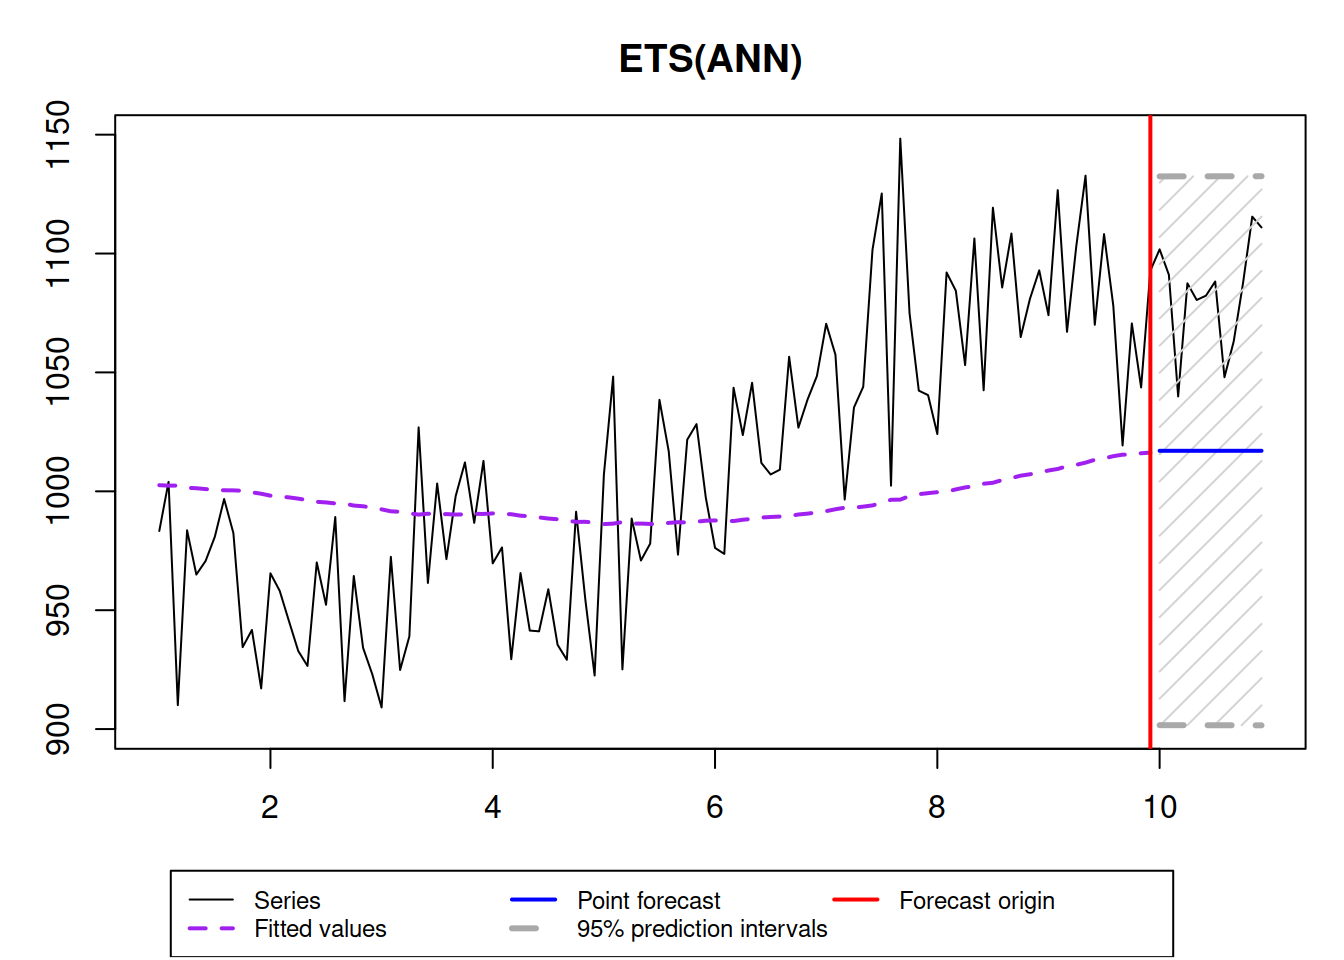 ETS(ANN)
1150
1100
1050
1000
950
900
2 4 6 8 10
Series Point forecast Forecast origin
Fitted values 95% prediction intervals